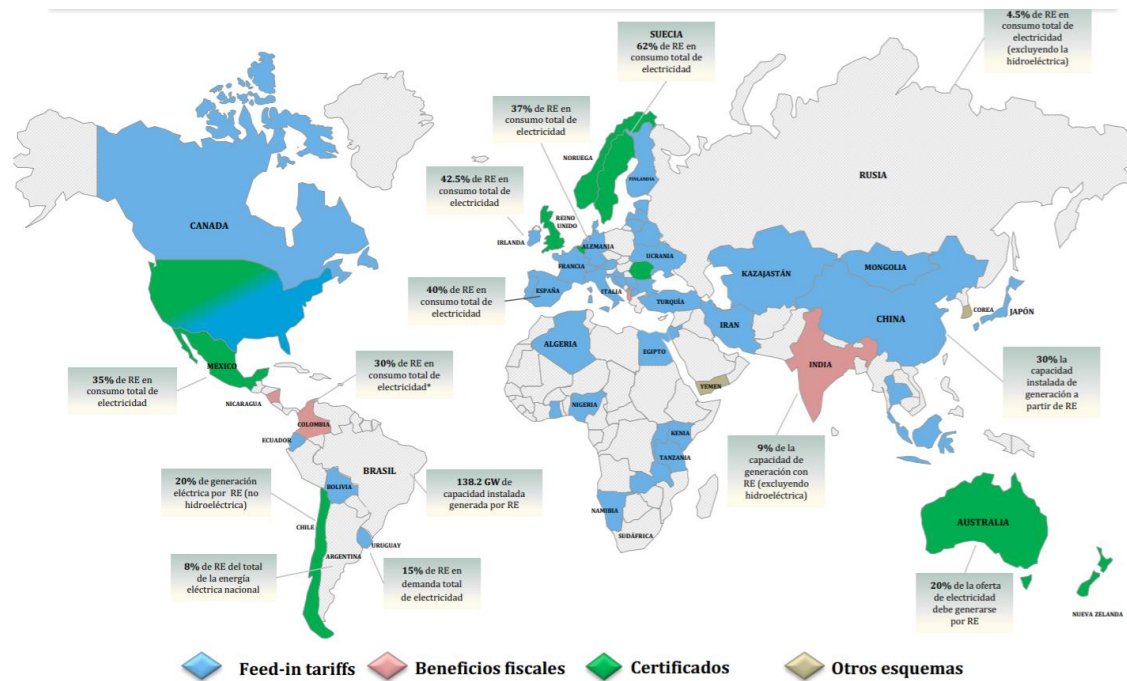 4.5% de RE en
consumo total de
electricidad
(excluyendo la
hidroeléctrica)
SUECIA
62% de RE en
consumo total de
electricidad
37% de RE en
consumo total de
electricidad
NORUEGA
FINLANDIA
RUSIA
42.5% de RE en
consumo total de
electricidad
REINO
UNIDO
IRLANDA
CANADA
ALEMANIA
UCRANIA
FRANCIA
KAZAJASTÁN
MONGOLIA
40% de RE en
consumo total de
electricidad
ESPAÑA
ITALIA
TURQUÍA
IRAN
CHINA
COREA
JAPÓN
ALGERIA
EGIPTO
INDIA
MÉXICO
35% de RE en
consumo total de
electricidad
30% de RE en
consumo total de
electricidad*
30% la
capacidad
instalada de
generación a
partir de RE
YEMEN
NICARAGUA
COLOMBIA
NIGERIA
ECUADOR
KENIA
TANZANIA
9% de la
capacidad de
generación con
RE (excluyendo
hidroeléctrica)
BRASIL
20% de generación
eléctrica por RE (no
hidroeléctrica)
BOLIVIA
138.2 GW de
capacidad instalada
generada por RE
NAMIBIA
SUDÁFRICA
CHILE
URUGUAY
ARGENTINA
AUSTRALIA
8% de RE del total
de la energía
eléctrica nacional
15% de RE en
demanda total
de electricidad
20% de la oferta
de electricidad
debe generarse
por RE
NUEVA ZELANDA
Feed-in tariffs
Beneficios fiscales
Certificados
Otros esquemas